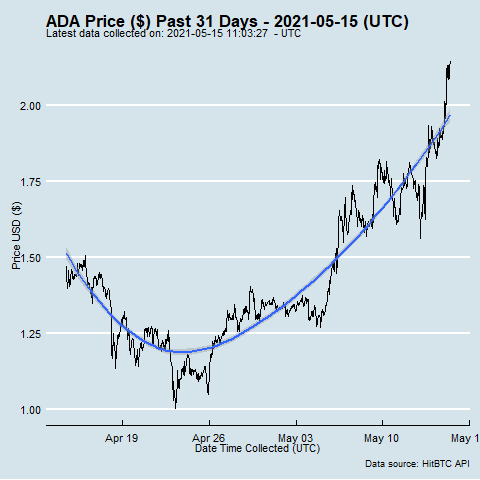 ADA Price ($) Past 31 Days - 2021-05-15 (UTC)
Latest data collected on: 2021-05-15 11:03:27  - UTC
Price USD ($)
2.00
1.75
1.50
1.25
1.00
Apr 19
Apr 26
May 03
May 10
May 1
Date Time Collected (UTC)
Data source: HitBTC API